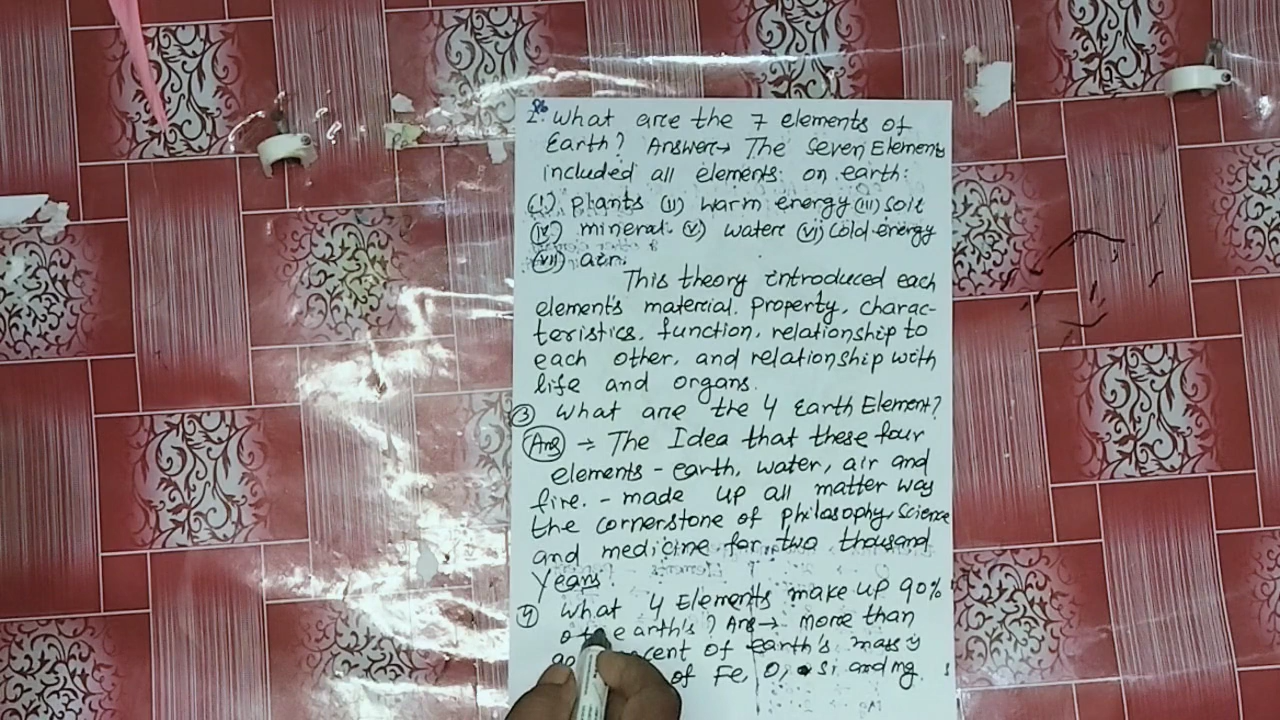 2. What are the 7 elements of
Earth? Answer→ The Seven Elements
included all elements on earth:
(i) plants (ii) warm energy (iii) soil
(iv) mineral. (v) water (vi) cold energy
(vii) air.
This theory introduced each
element's material. Property, charac-
teristics, function, relationship to
each other, and relationship with
life and organs.
③ What are the 4 Earth Element?
Ans → The Idea that these four
elements - earth, water, air and
fire. - made up all matter was
the cornerstone of philosophy, science
and medicine for two thousand
Years
④ What 4 Elements make up 90%
of earth's? Ans→ more than
of earth's mass
of Fe, O, Si and mg.